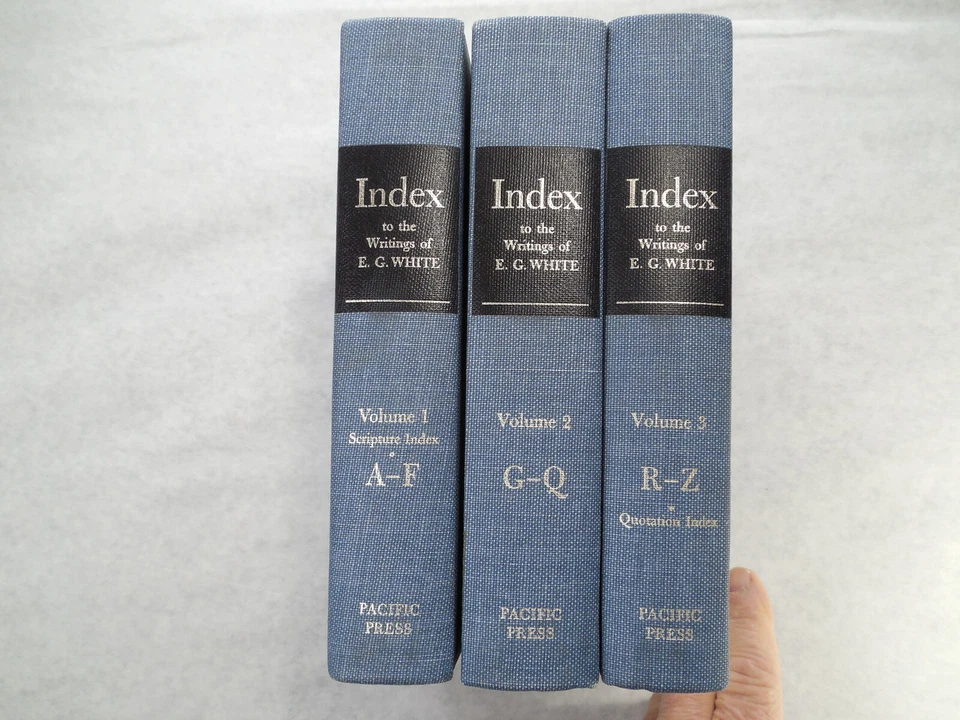 Index
to the
Writings of
E. G. WHITE
Volume 1
Scripture Index
A-F
PACIFIC
PRESS
Index
to the
Writings of
E. G. WHITE
Volume 2
G-Q
PACIFIC
PRESS
Index
to the
Writings of
E. G. WHITE
Volume 3
R-Z
Quotation Index
PACIFIC
PRESS